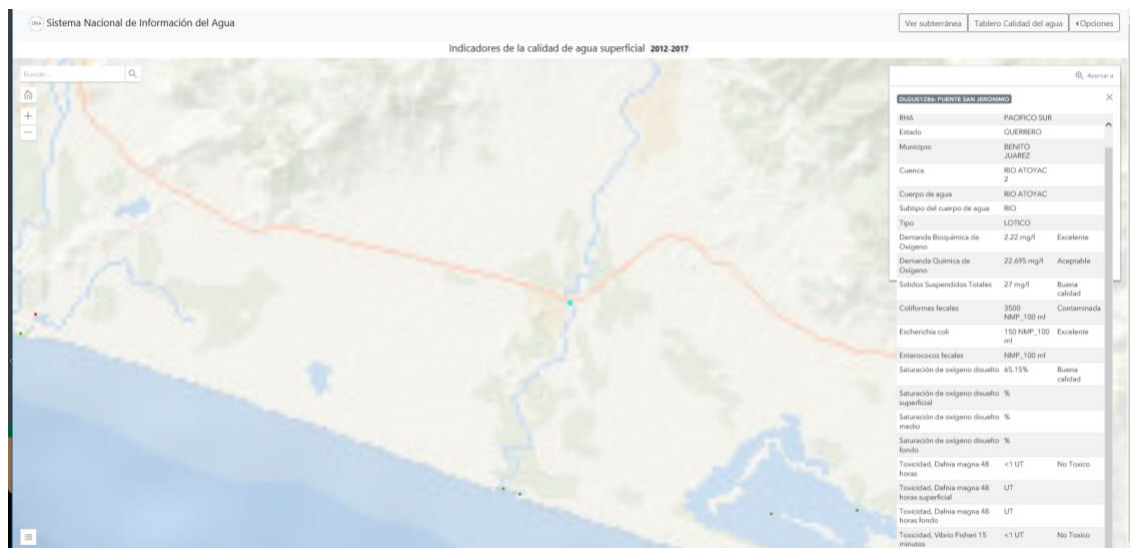 Sistema Nacional de Información del Agua
Ver subterránea Tablero Calidad del agua Opciones
Indicadores de la calidad de agua superficial 2012-2017
Buscar...
Acercar a
DLGUE1286: PUENTE SAN JERONIMO
RHA PACIFICO SUR
Estado GUERRERO
Municipio BENITO
JUAREZ
Cuenca RIO ATOYAC
2
Cuerpo de agua RIO ATOYAC
Subtipo del cuerpo de agua RIO
Tipo LOTICO
Demanda Bioquímica de 2.22 mg/l Excelente
Oxígeno
Demanda Química de 22.695 mg/l Aceptable
Oxígeno
Solidos Suspendidos Totales 27 mg/l Buena
calidad
Coliformes fecales 3500 Contaminada
NMP_100 ml
Escherichia coli 150 NMP_100 Excelente
ml
Enterococos fecales NMP_100 ml
Saturación de oxígeno disuelto 65.15% Buena
calidad
Saturación de oxígeno disuelto %
superficial
Saturación de oxígeno disuelto %
medio
Saturación de oxígeno disuelto %
fondo
Toxicidad, Dafnia magna 48 <1 UT No Toxico
horas
Toxicidad, Dafnia magna 48 UT
horas superficial
Toxicidad, Dafnia magna 48 UT
horas fondo
Toxicidad, Vibrio Fisheri 15 <1 UT No Toxico
minutos